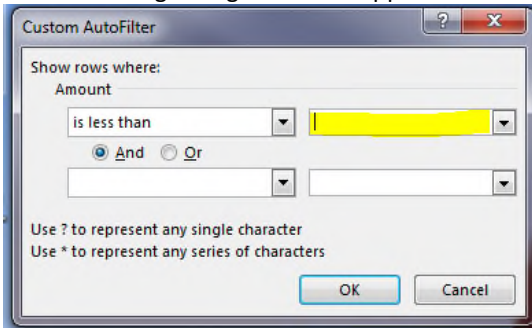 Custom AutoFilter
Show rows where:
Amount
is less than
And Or
Use ? to represent any single character
Use * to represent any series of characters
OK Cancel